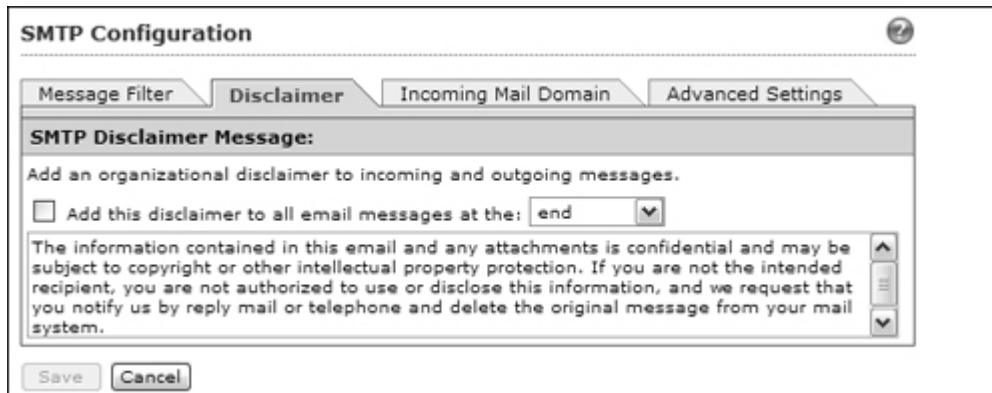 SMTP Configuration
?
Message Filter
Disclaimer
Incoming Mail Domain
Advanced Settings
SMTP Disclaimer Message:
Add an organizational disclaimer to incoming and outgoing messages.
Add this disclaimer to all email messages at the: end
The information contained in this email and any attachments is confidential and may be
subject to copyright or other intellectual property protection. If you are not the intended
recipient, you are not authorized to use or disclose this information, and we request that
you notify us by reply mail or telephone and delete the original message from your mail
system.
Save
Cancel